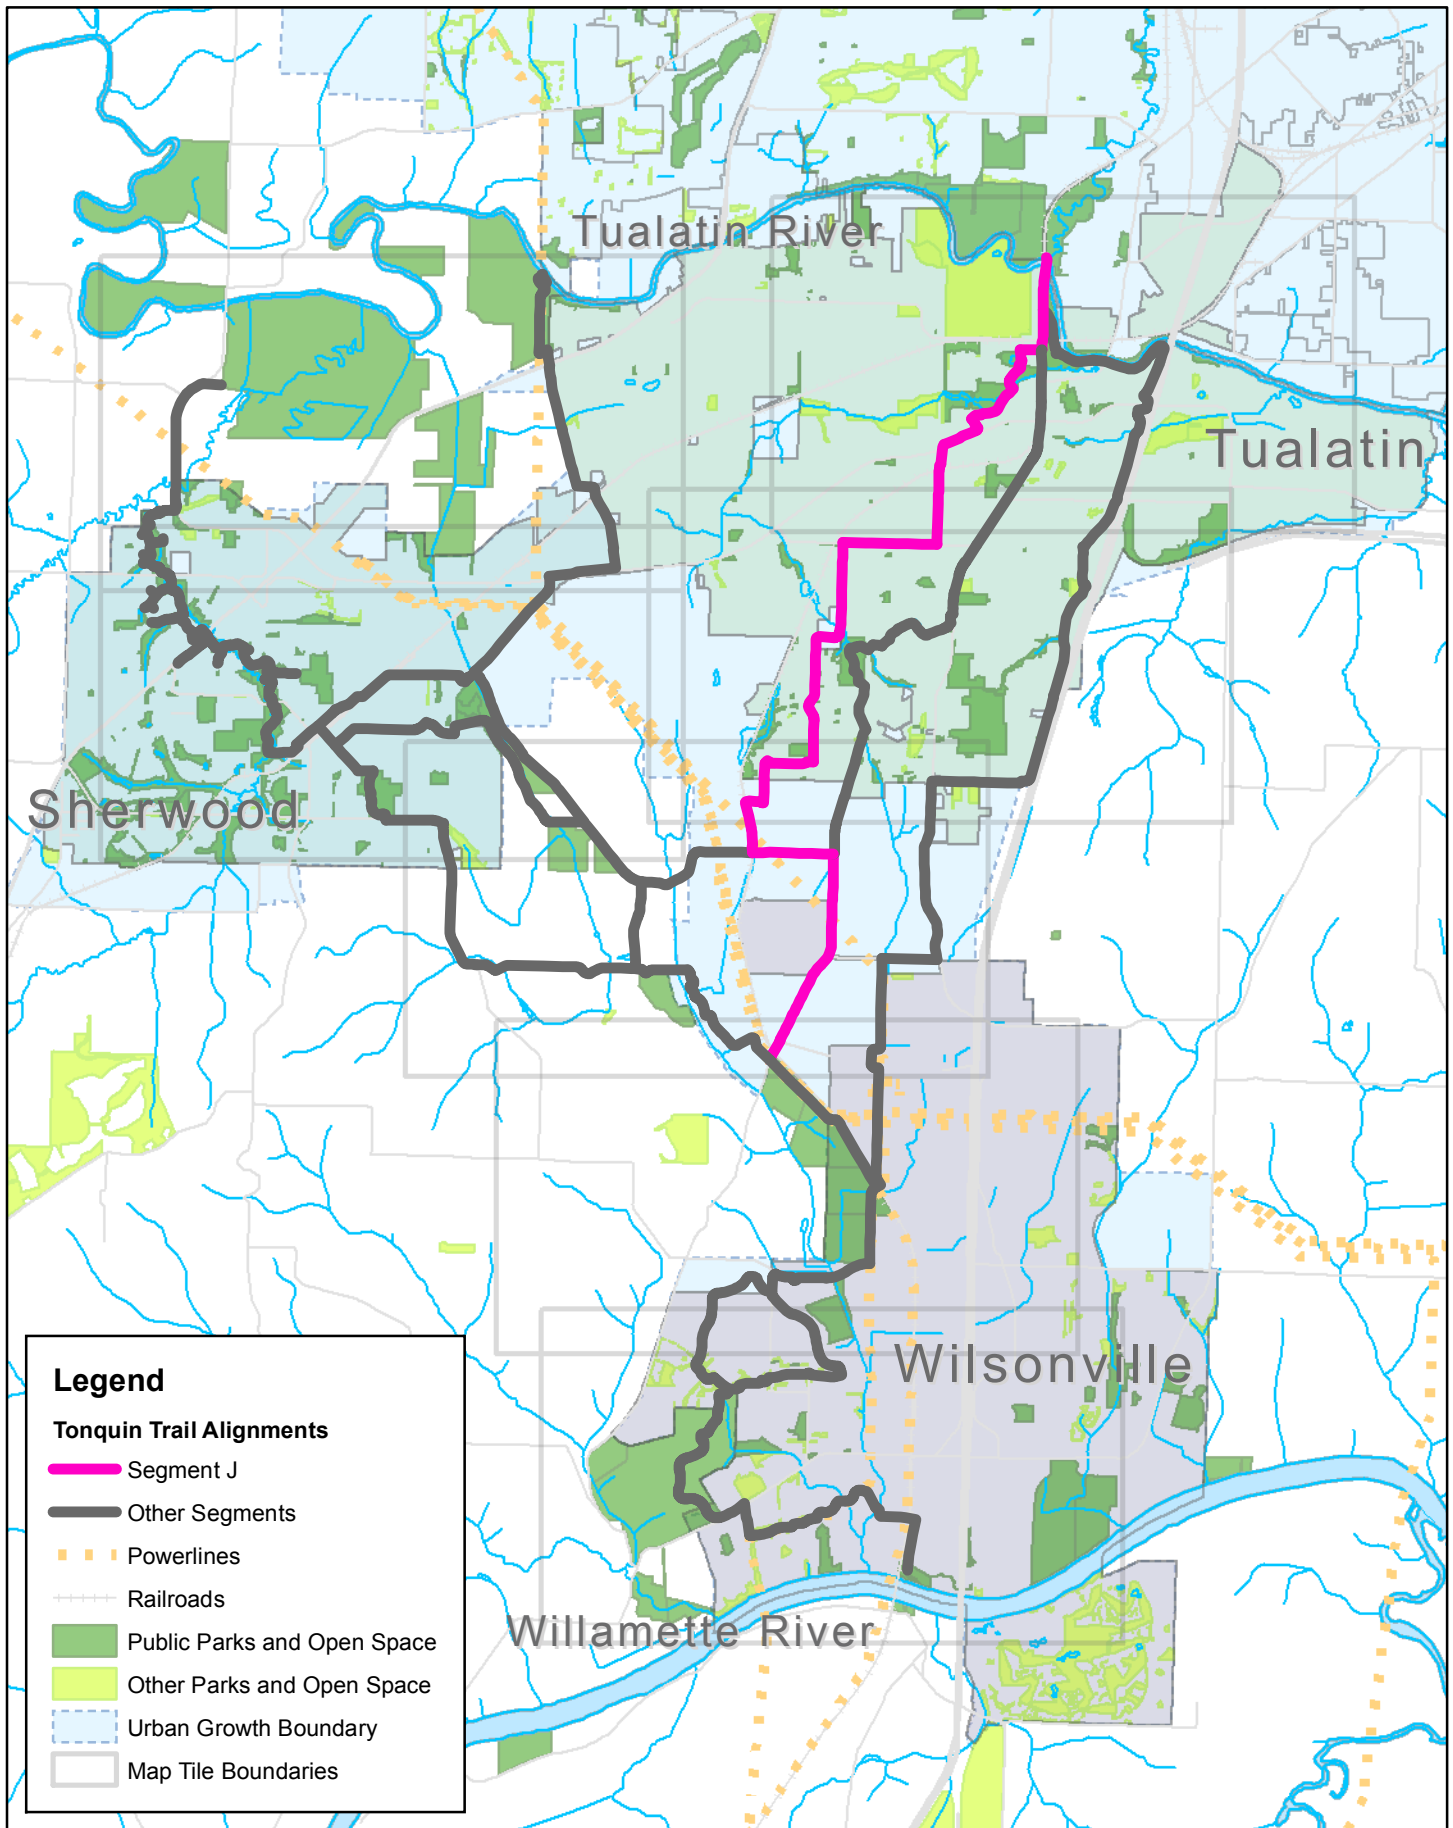 Tualatin River
Tualatin
Sherwood
Wilsonville
Willamette River
Legend
Tonquin Trail Alignments
Segment J
Other Segments
Powerlines
Railroads
Public Parks and Open Space
Other Parks and Open Space
Urban Growth Boundary
Map Tile Boundaries